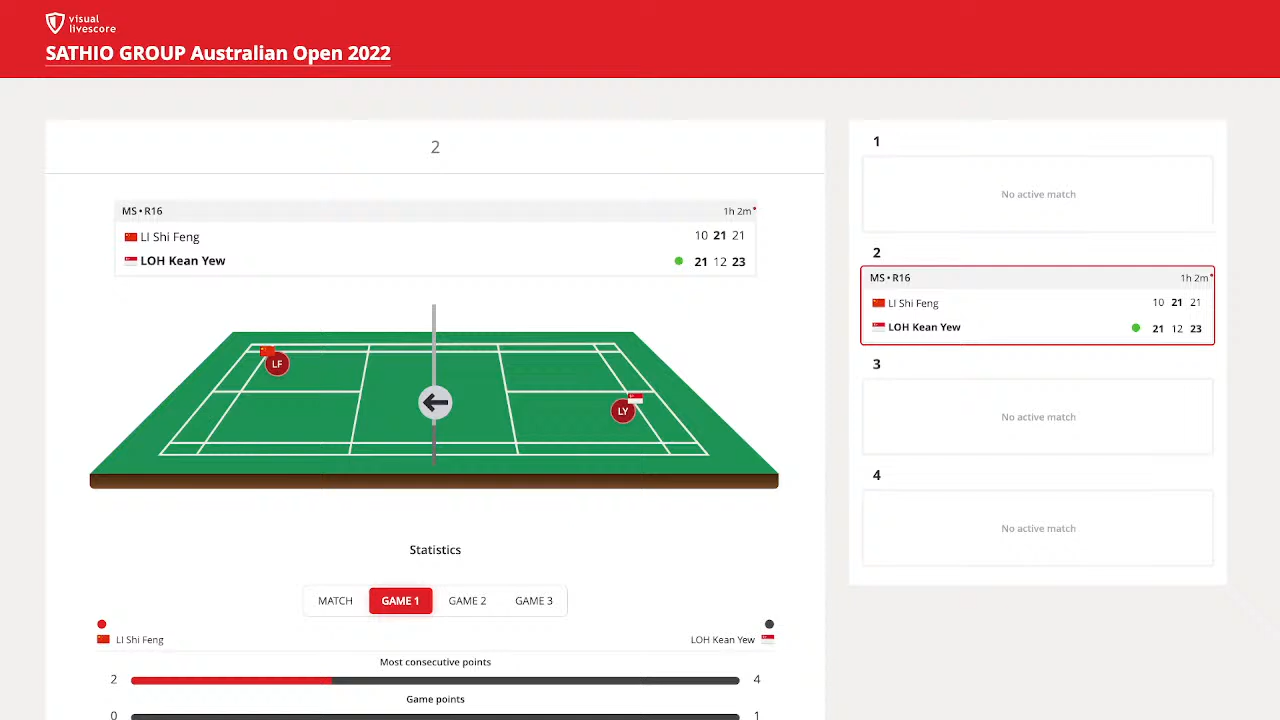 visual
livescore
SATHIO GROUP Australian Open 2022
2
MS • R16 1h 2m
LI Shi Feng 10 21 21
LOH Kean Yew 21 12 23
LF
LY
Statistics
MATCH GAME 1 GAME 2 GAME 3
LI Shi Feng LOH Kean Yew
Most consecutive points
2 4
Game points
0 1
1
No active match
2
MS • R16 1h 2m
LI Shi Feng 10 21 21
LOH Kean Yew 21 12 23
3
No active match
4
No active match